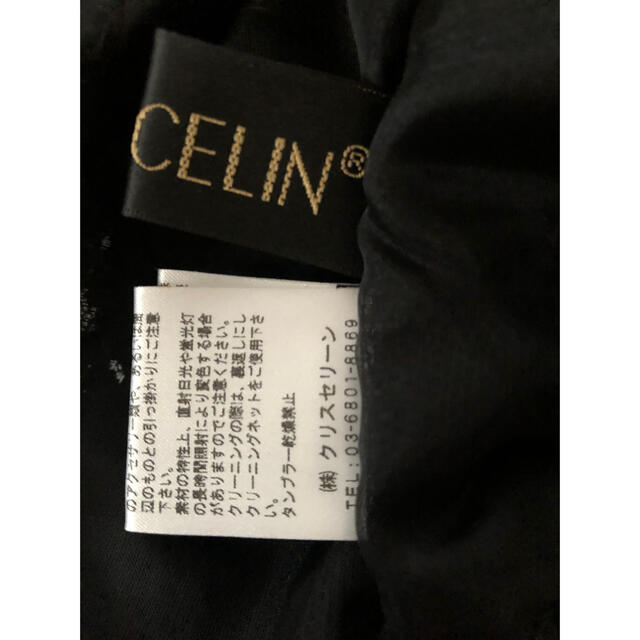 CELIN®
のアクセサリー類や、あるいは周
辺のものとの引っ掛かりにご注意
下さい。
素材の特性上、直射日光や蛍光灯
の長時間照射により変色する場合
がありますのでご注意ください。
クリーニングの際は、裏返しにし
クリーニングネットをご使用下さ
い。
タンブラー乾燥禁止
(株) クリスセリーン
TEL:03-6801-8869